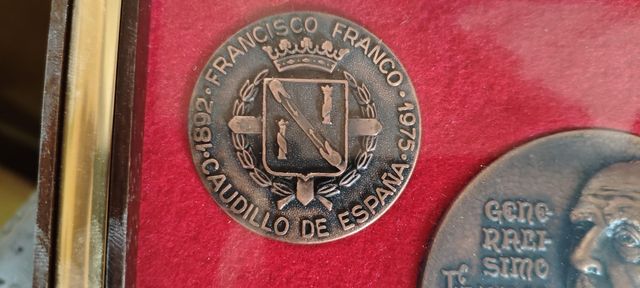 FRANCISCO FRANCO
·1892·
·1975·
CAUDILLO DE ESPAÑA
GENE
RALI-
SIMO